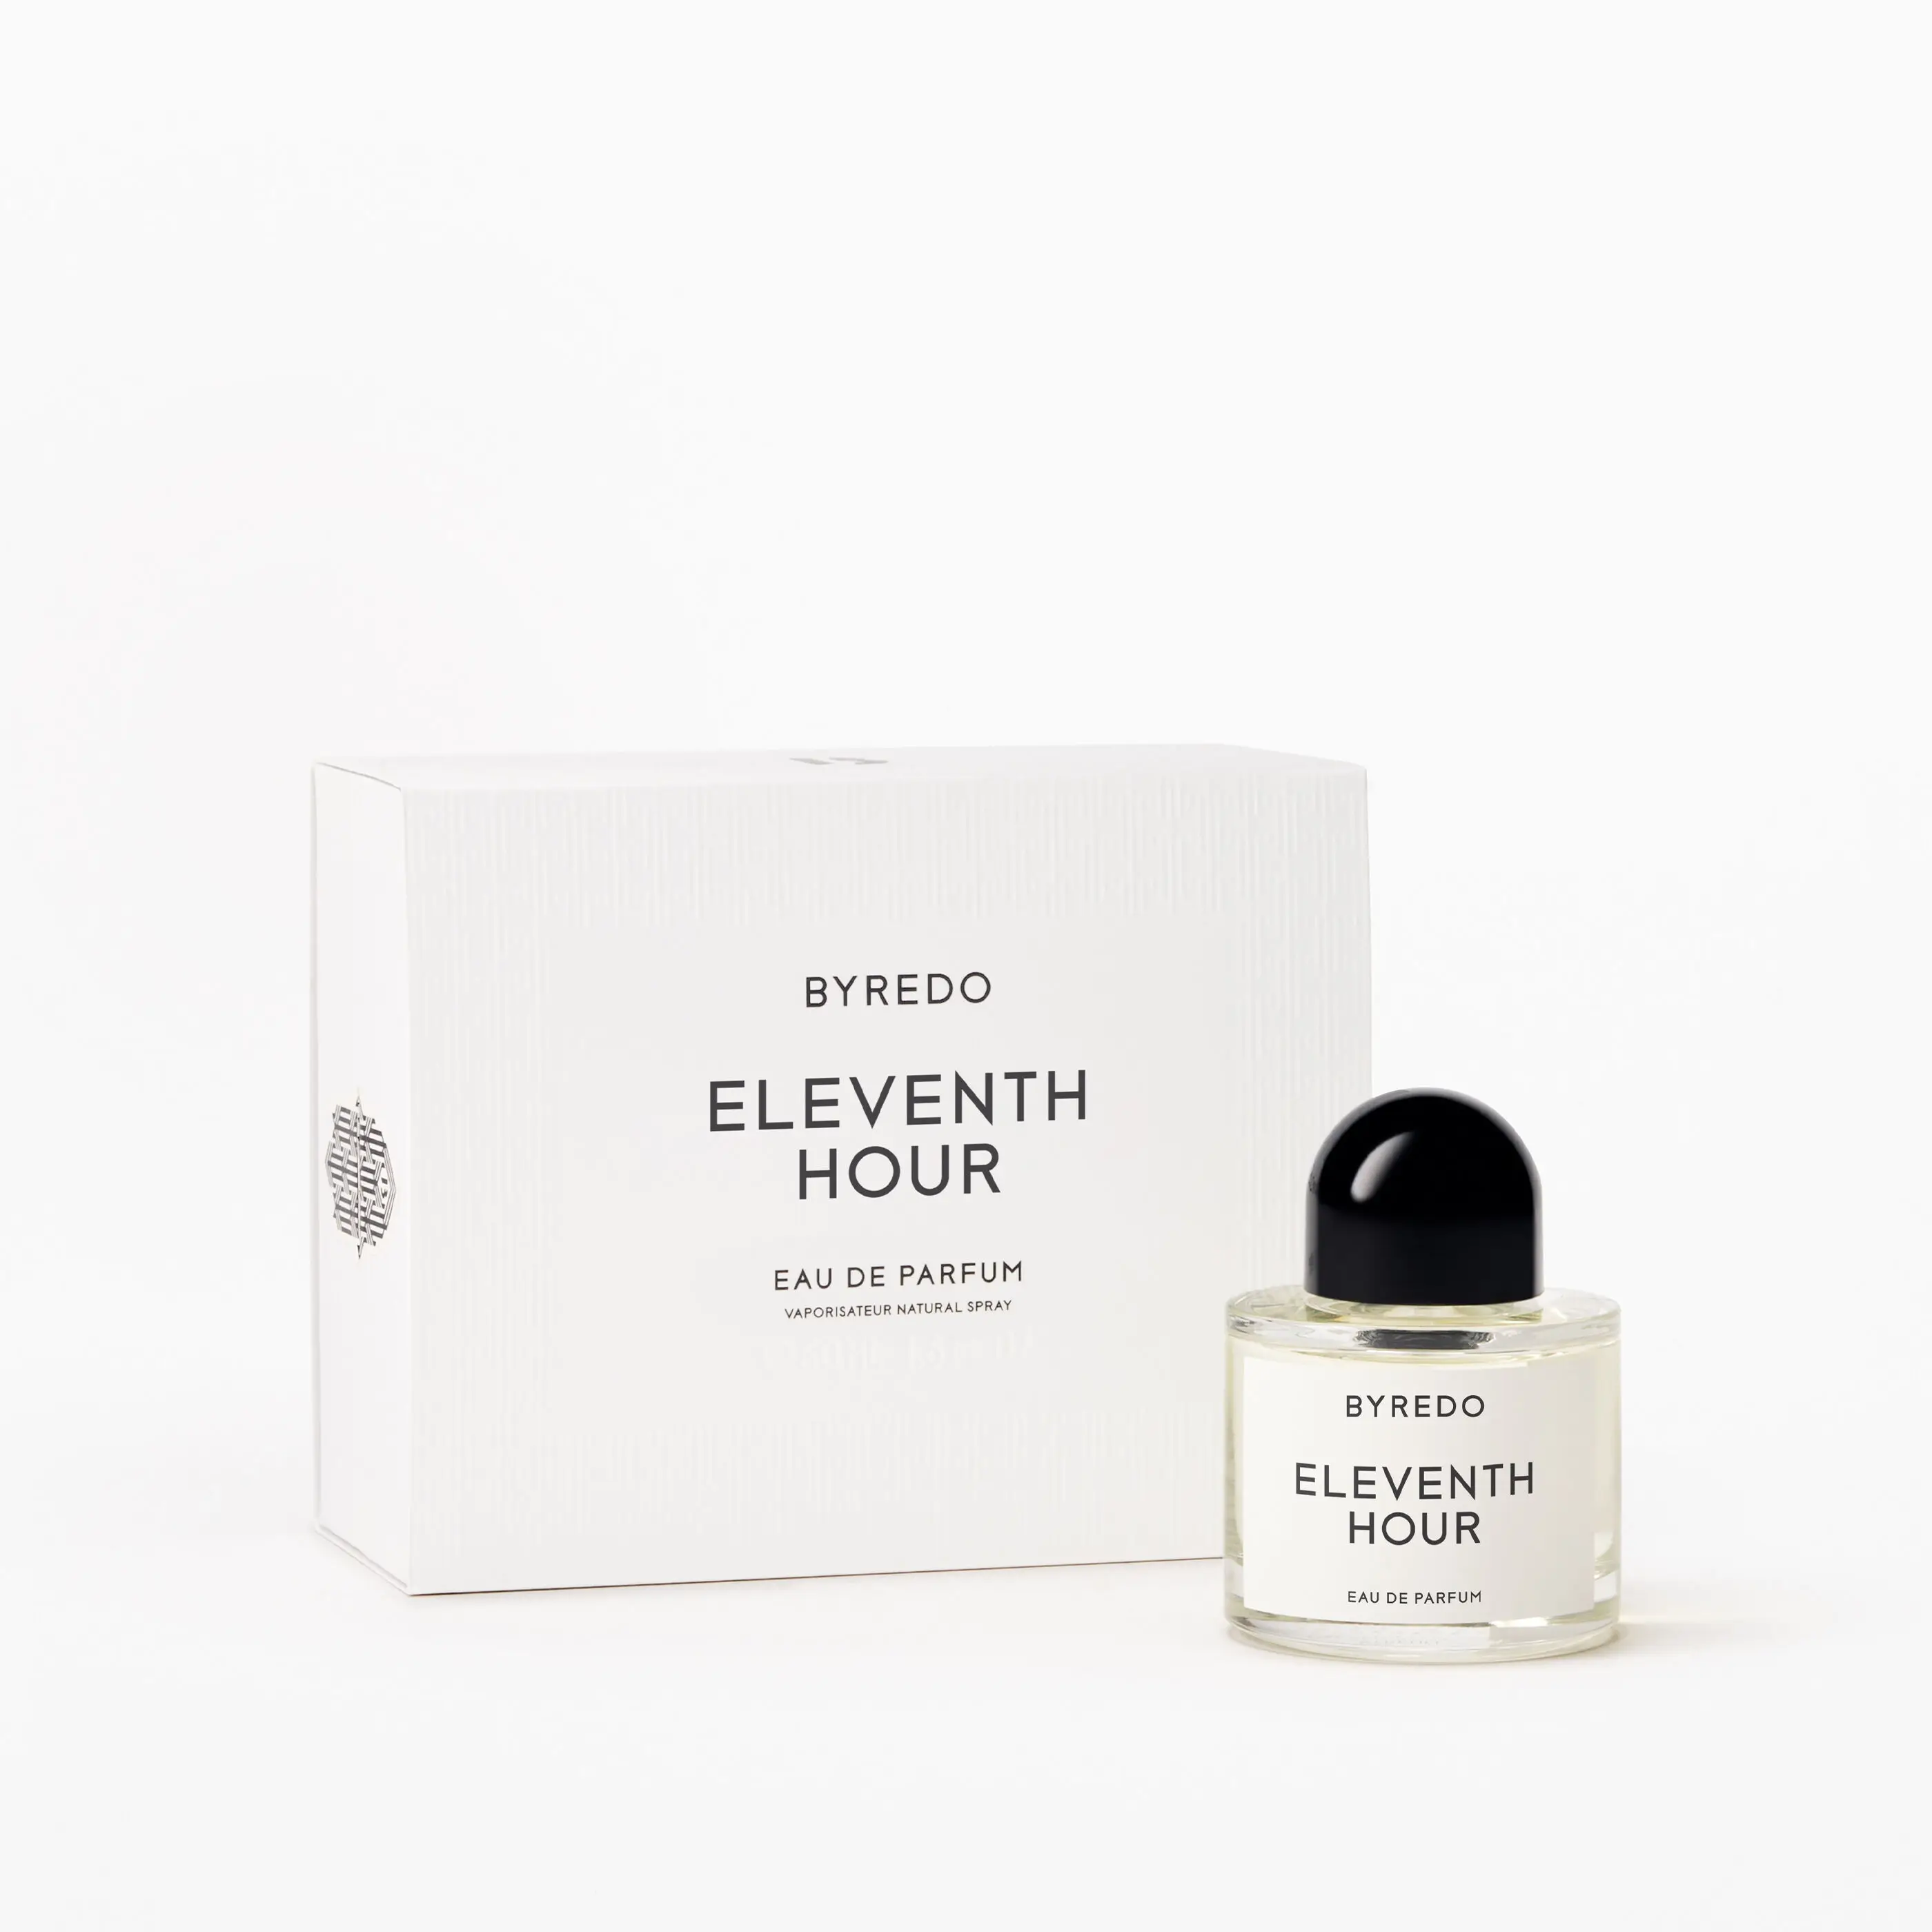 BYREDO
ELEVENTH
HOUR
EAU DE PARFUM
VAPORISATEUR NATURAL SPRAY
BYREDO
ELEVENTH
HOUR
EAU DE PARFUM